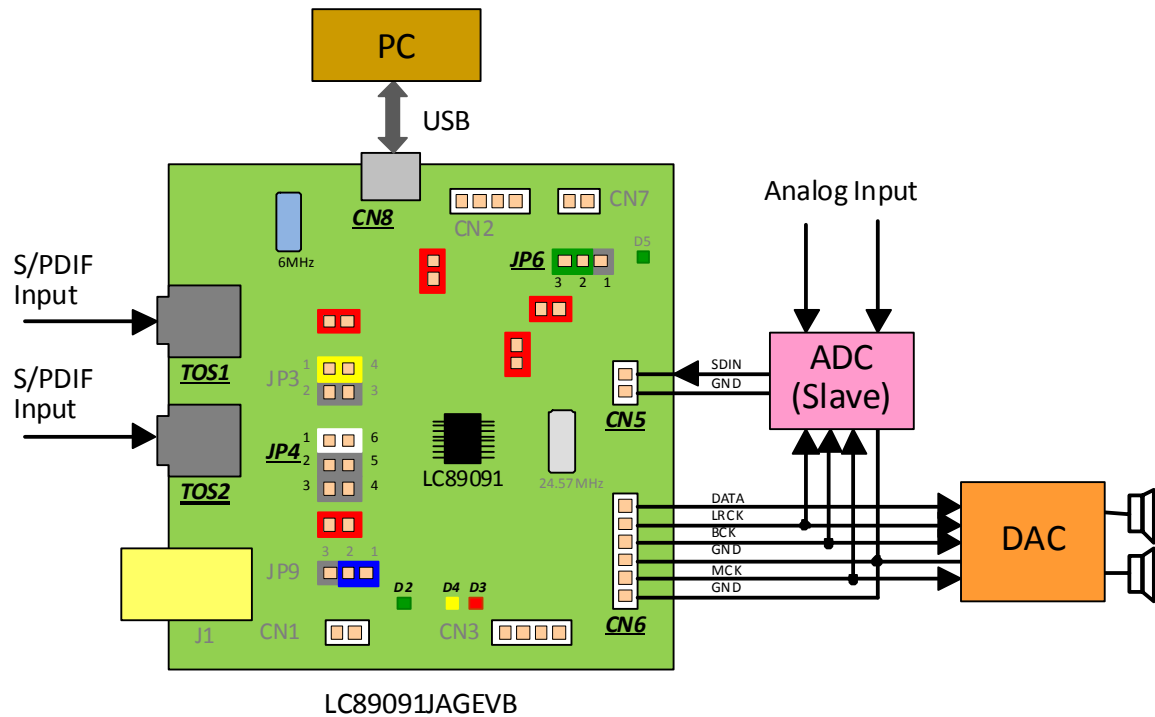 PC
USB
CN8
CN2
CN7
Analog Input
6MHz
JP6
D5
3 2 1
S/PDIF
Input
TOS1
S/PDIF
Input
TOS2
JP3
1 4
2 3
JP4
1 6
2 5
3 4
LC89091
24.57MHz
SDIN
GND
CN5
ADC
(Slave)
DATA
LRCK
BCK
GND
MCK
GND
CN6
DAC
3 2 1
JP9
D2
D4
D3
J1
CN1
CN3
LC89091JAGEVB